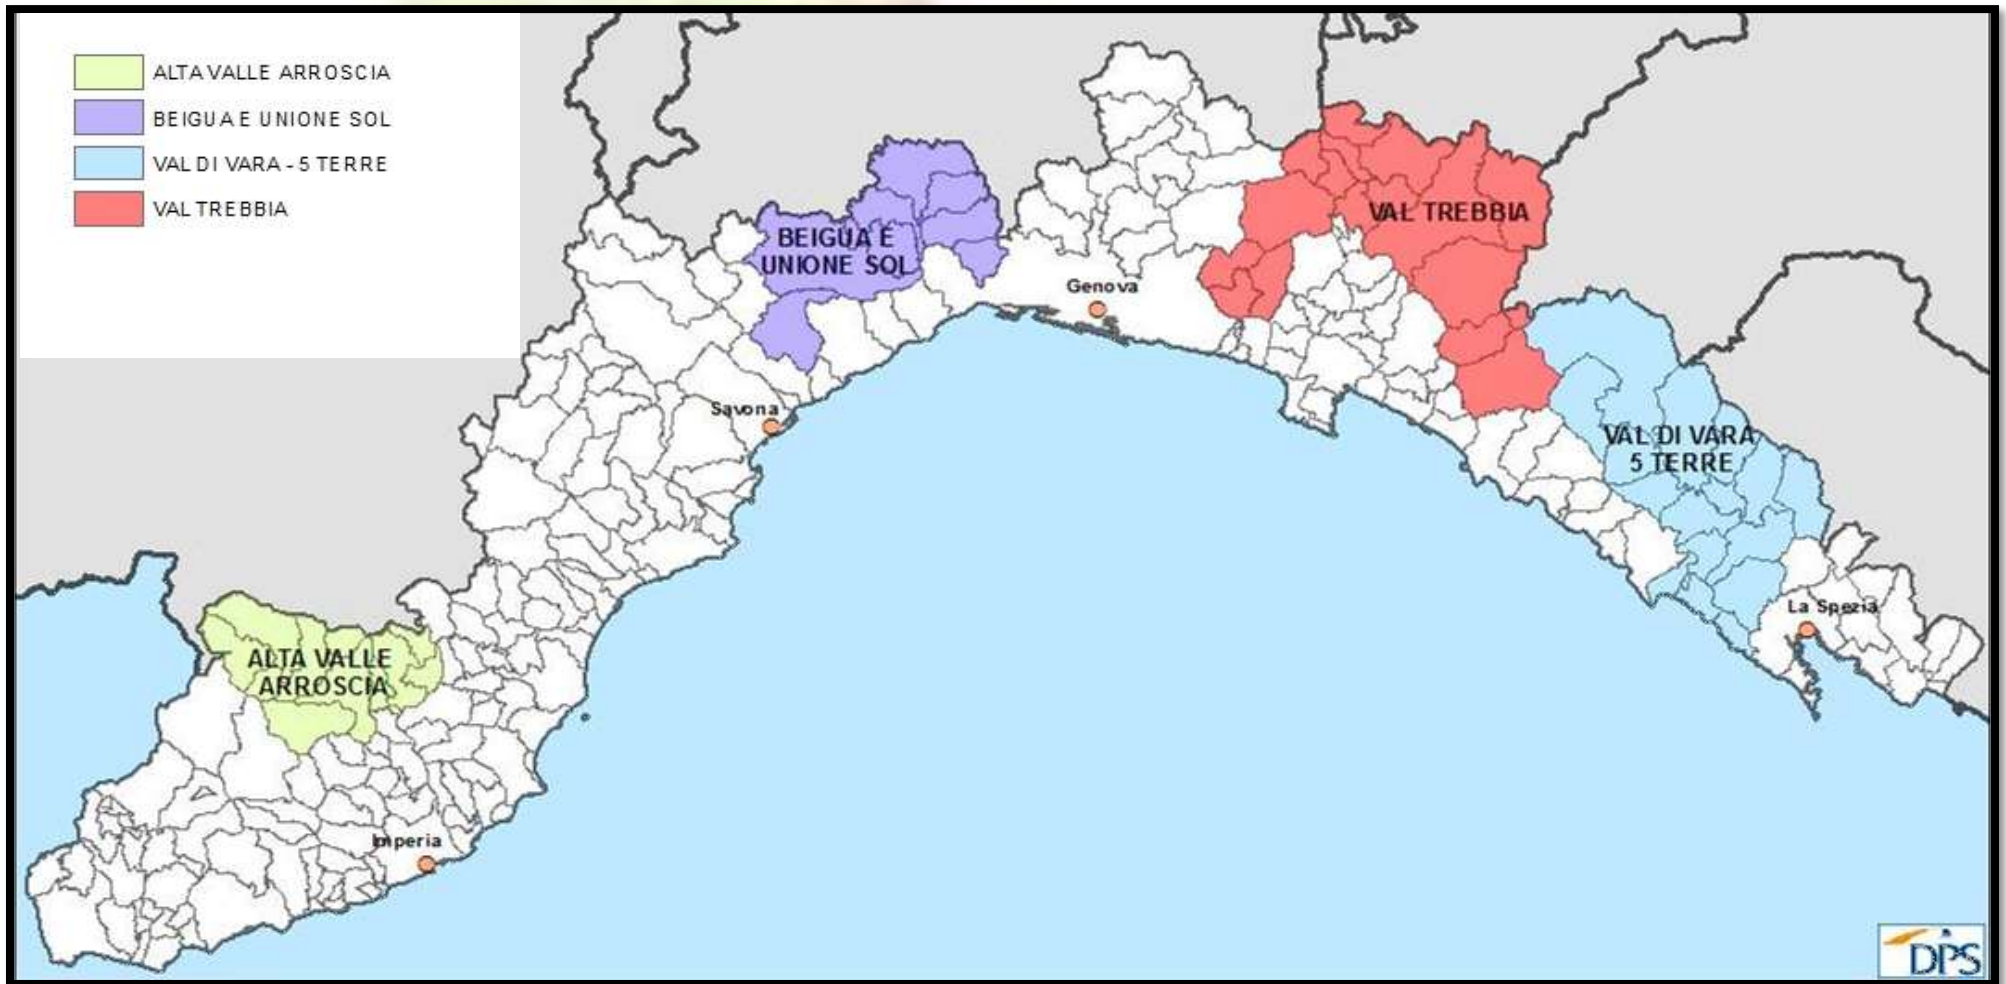 ALTA VALLE ARROSCIA
BEIGUA E UNIONE SOL
VAL DI VARA - 5 TERRE
VAL TREBBIA
VAL TREBBIA
BEIGUA E
UNIONE SOL
Genova
Savona
VAL DI VARA
5 TERRE
La Spezia
ALTA VALLE
ARROSCIA
Imperia
DPS